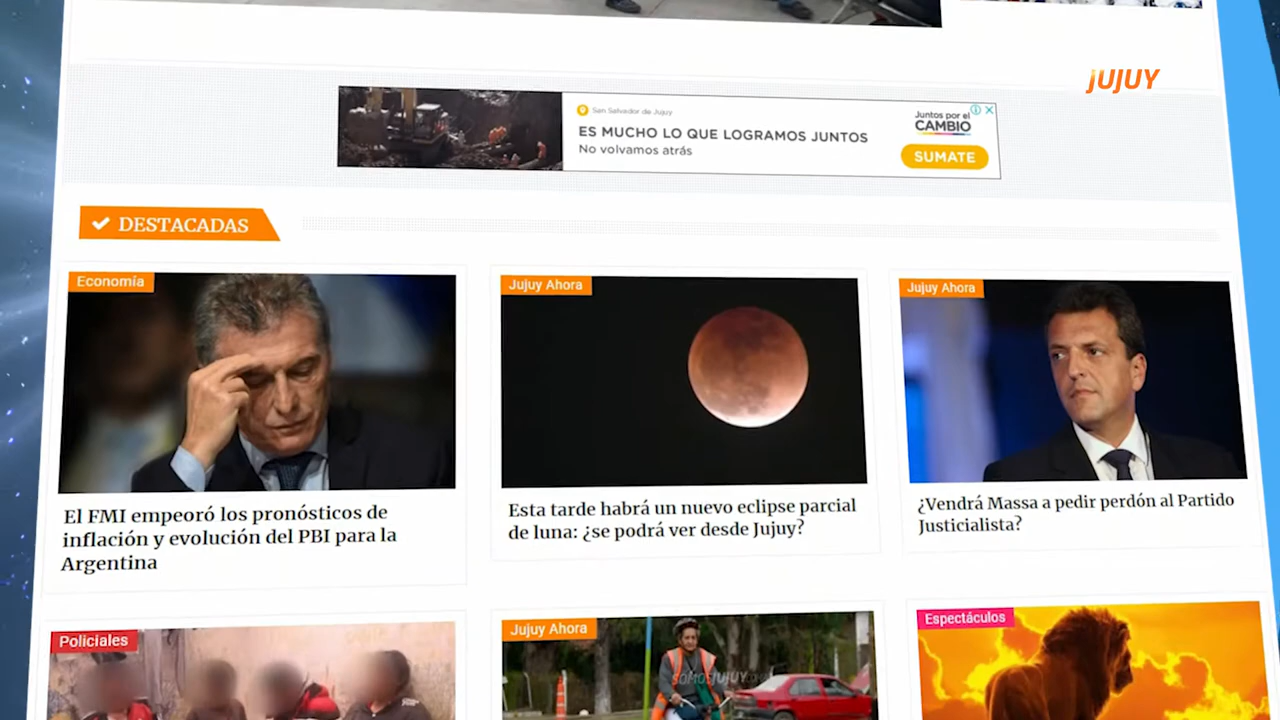 JUJUY
San Salvador de Jujuy
ES MUCHO LO QUE LOGRAMOS JUNTOS
No volvamos atrás
Juntos por el
CAMBIO
SUMATE
DESTACADAS
Economía
Jujuy Ahora
Jujuy Ahora
El FMI empeoró los pronósticos de
inflación y evolución del PBI para la
Argentina
Esta tarde habrá un nuevo eclipse parcial
de luna: ¿se podrá ver desde Jujuy?
¿Vendrá Massa a pedir perdón al Partido
Justicialista?
Policiales
Jujuy Ahora
Espectáculos
SOMOSJUJUY